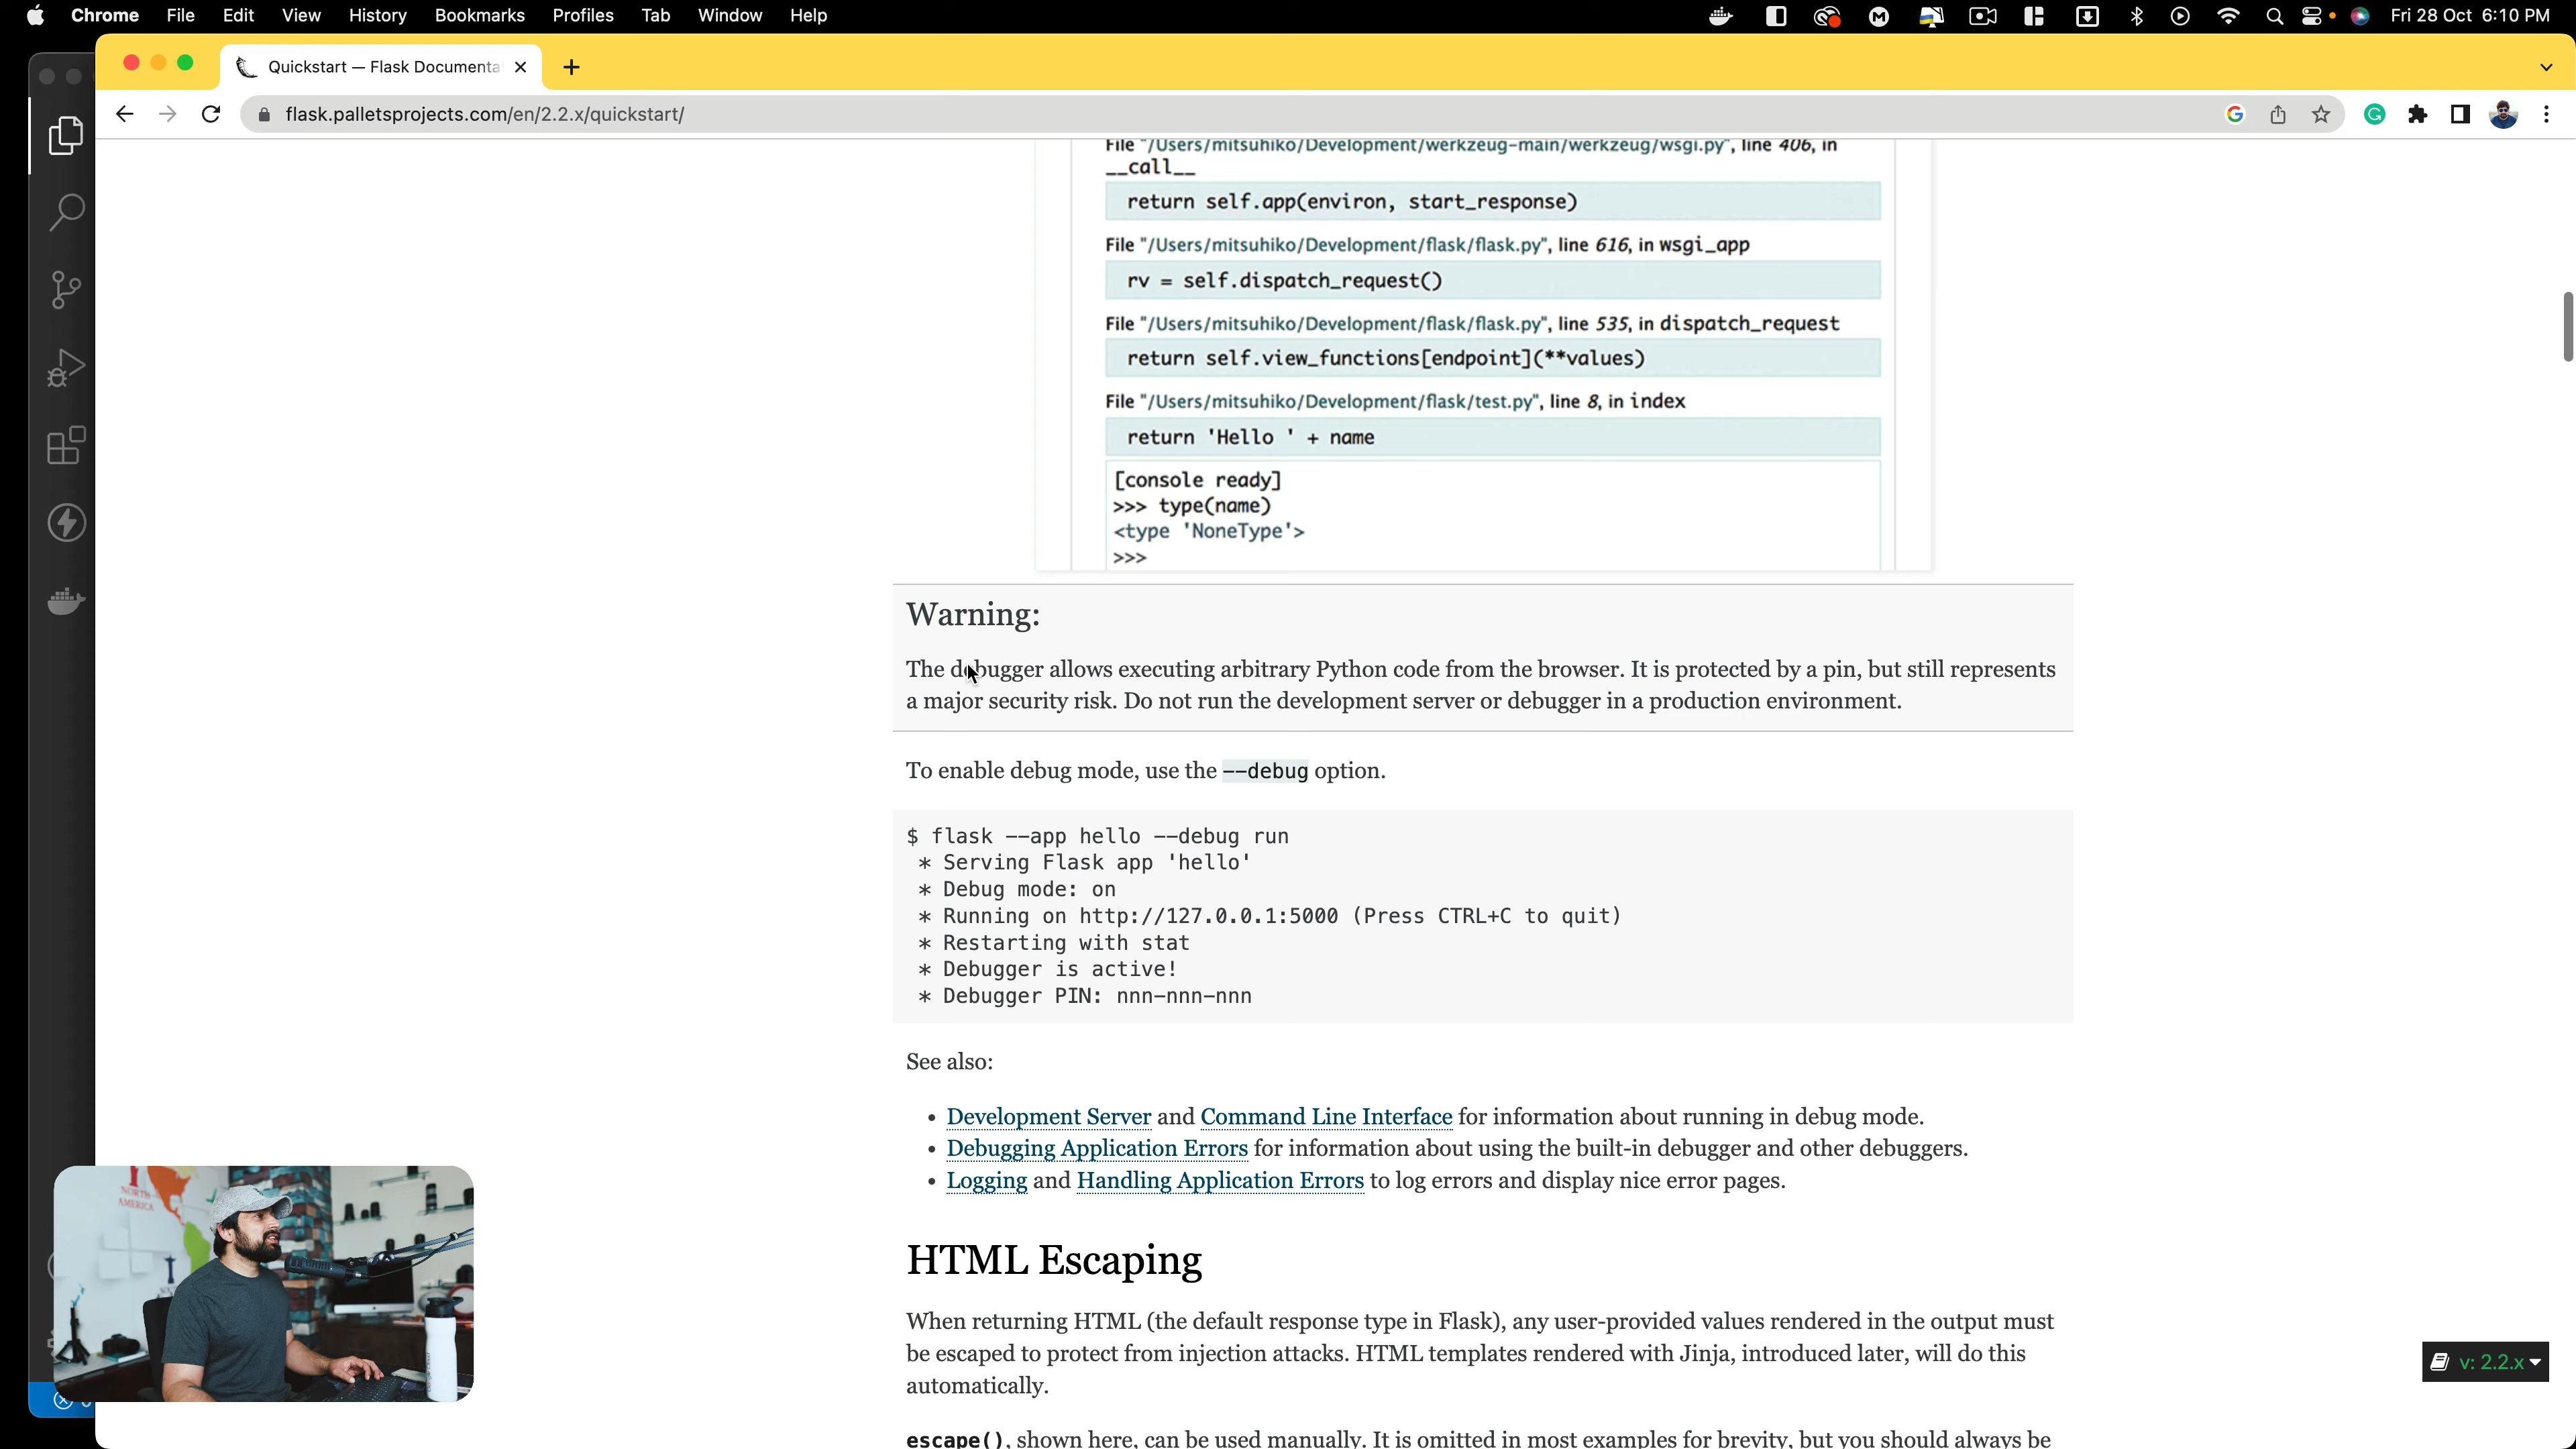 Chrome File Edit View History Bookmarks Profiles Tab Window Help Fri 28 Oct 6:10 PM
Quickstart — Flask Documenta
flask.palletsprojects.com/en/2.2.x/quickstart/
File "/Users/mitsuhiko/Development/werkzeug-main/werkzeug/wsgi.py", line 406, in
__call__
return self.app(environ, start_response)
File "/Users/mitsuhiko/Development/flask/flask.py", line 616, in wsgi_app
rv = self.dispatch_request()
File "/Users/mitsuhiko/Development/flask/flask.py", line 535, in dispatch_request
return self.view_functions[endpoint](**values)
File "/Users/mitsuhiko/Development/flask/test.py", line 8, in index
return 'Hello ' + name
[console ready]
>>> type(name)
<type 'NoneType'>
>>>
Warning:
The debugger allows executing arbitrary Python code from the browser. It is protected by a pin, but still represents
a major security risk. Do not run the development server or debugger in a production environment.
To enable debug mode, use the --debug option.
$ flask --app hello --debug run
* Serving Flask app 'hello'
* Debug mode: on
* Running on http://127.0.0.1:5000 (Press CTRL+C to quit)
* Restarting with stat
* Debugger is active!
* Debugger PIN: nnn-nnn-nnn
See also:
• Development Server and Command Line Interface for information about running in debug mode.
• Debugging Application Errors for information about using the built-in debugger and other debuggers.
• Logging and Handling Application Errors to log errors and display nice error pages.
HTML Escaping
When returning HTML (the default response type in Flask), any user-provided values rendered in the output must
be escaped to protect from injection attacks. HTML templates rendered with Jinja, introduced later, will do this
automatically.
escape(), shown here, can be used manually. It is omitted in most examples for brevity, but you should always be
NORTH
AMERICA
v: 2.2.x